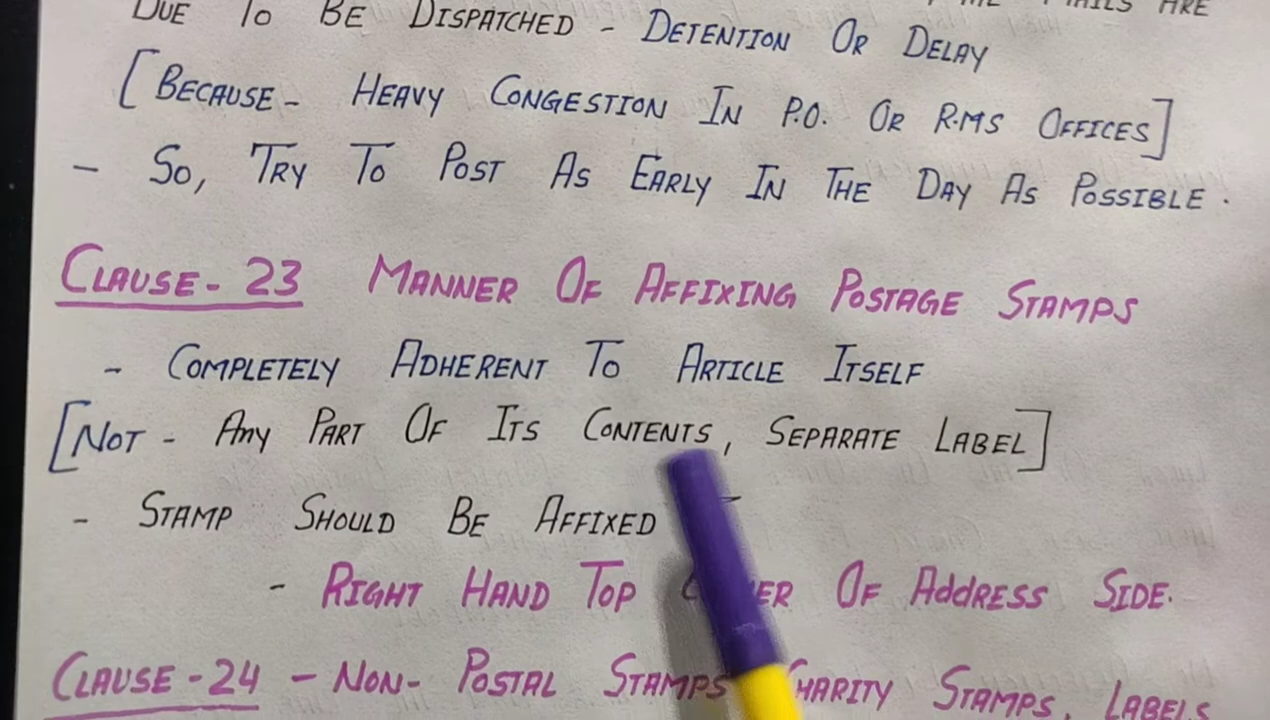 DUE TO BE DISPATCHED - DETENTION OR DELAY
[BECAUSE - HEAVY CONGESTION IN P.O. OR R.M.S OFFICES]
- SO, TRY TO POST AS EARLY IN THE DAY AS POSSIBLE.
CLAUSE - 23 MANNER OF AFFIXING POSTAGE STAMPS
- COMPLETELY ADHERENT TO ARTICLE ITSELF
[NOT - ANY PART OF ITS CONTENTS, SEPARATE LABEL]
- STAMP SHOULD BE AFFIXED
- RIGHT HAND TOP OF ADDRESS SIDE.
CLAUSE - 24 - NON - POSTAL STAMPS CHARITY STAMPS, LABELS